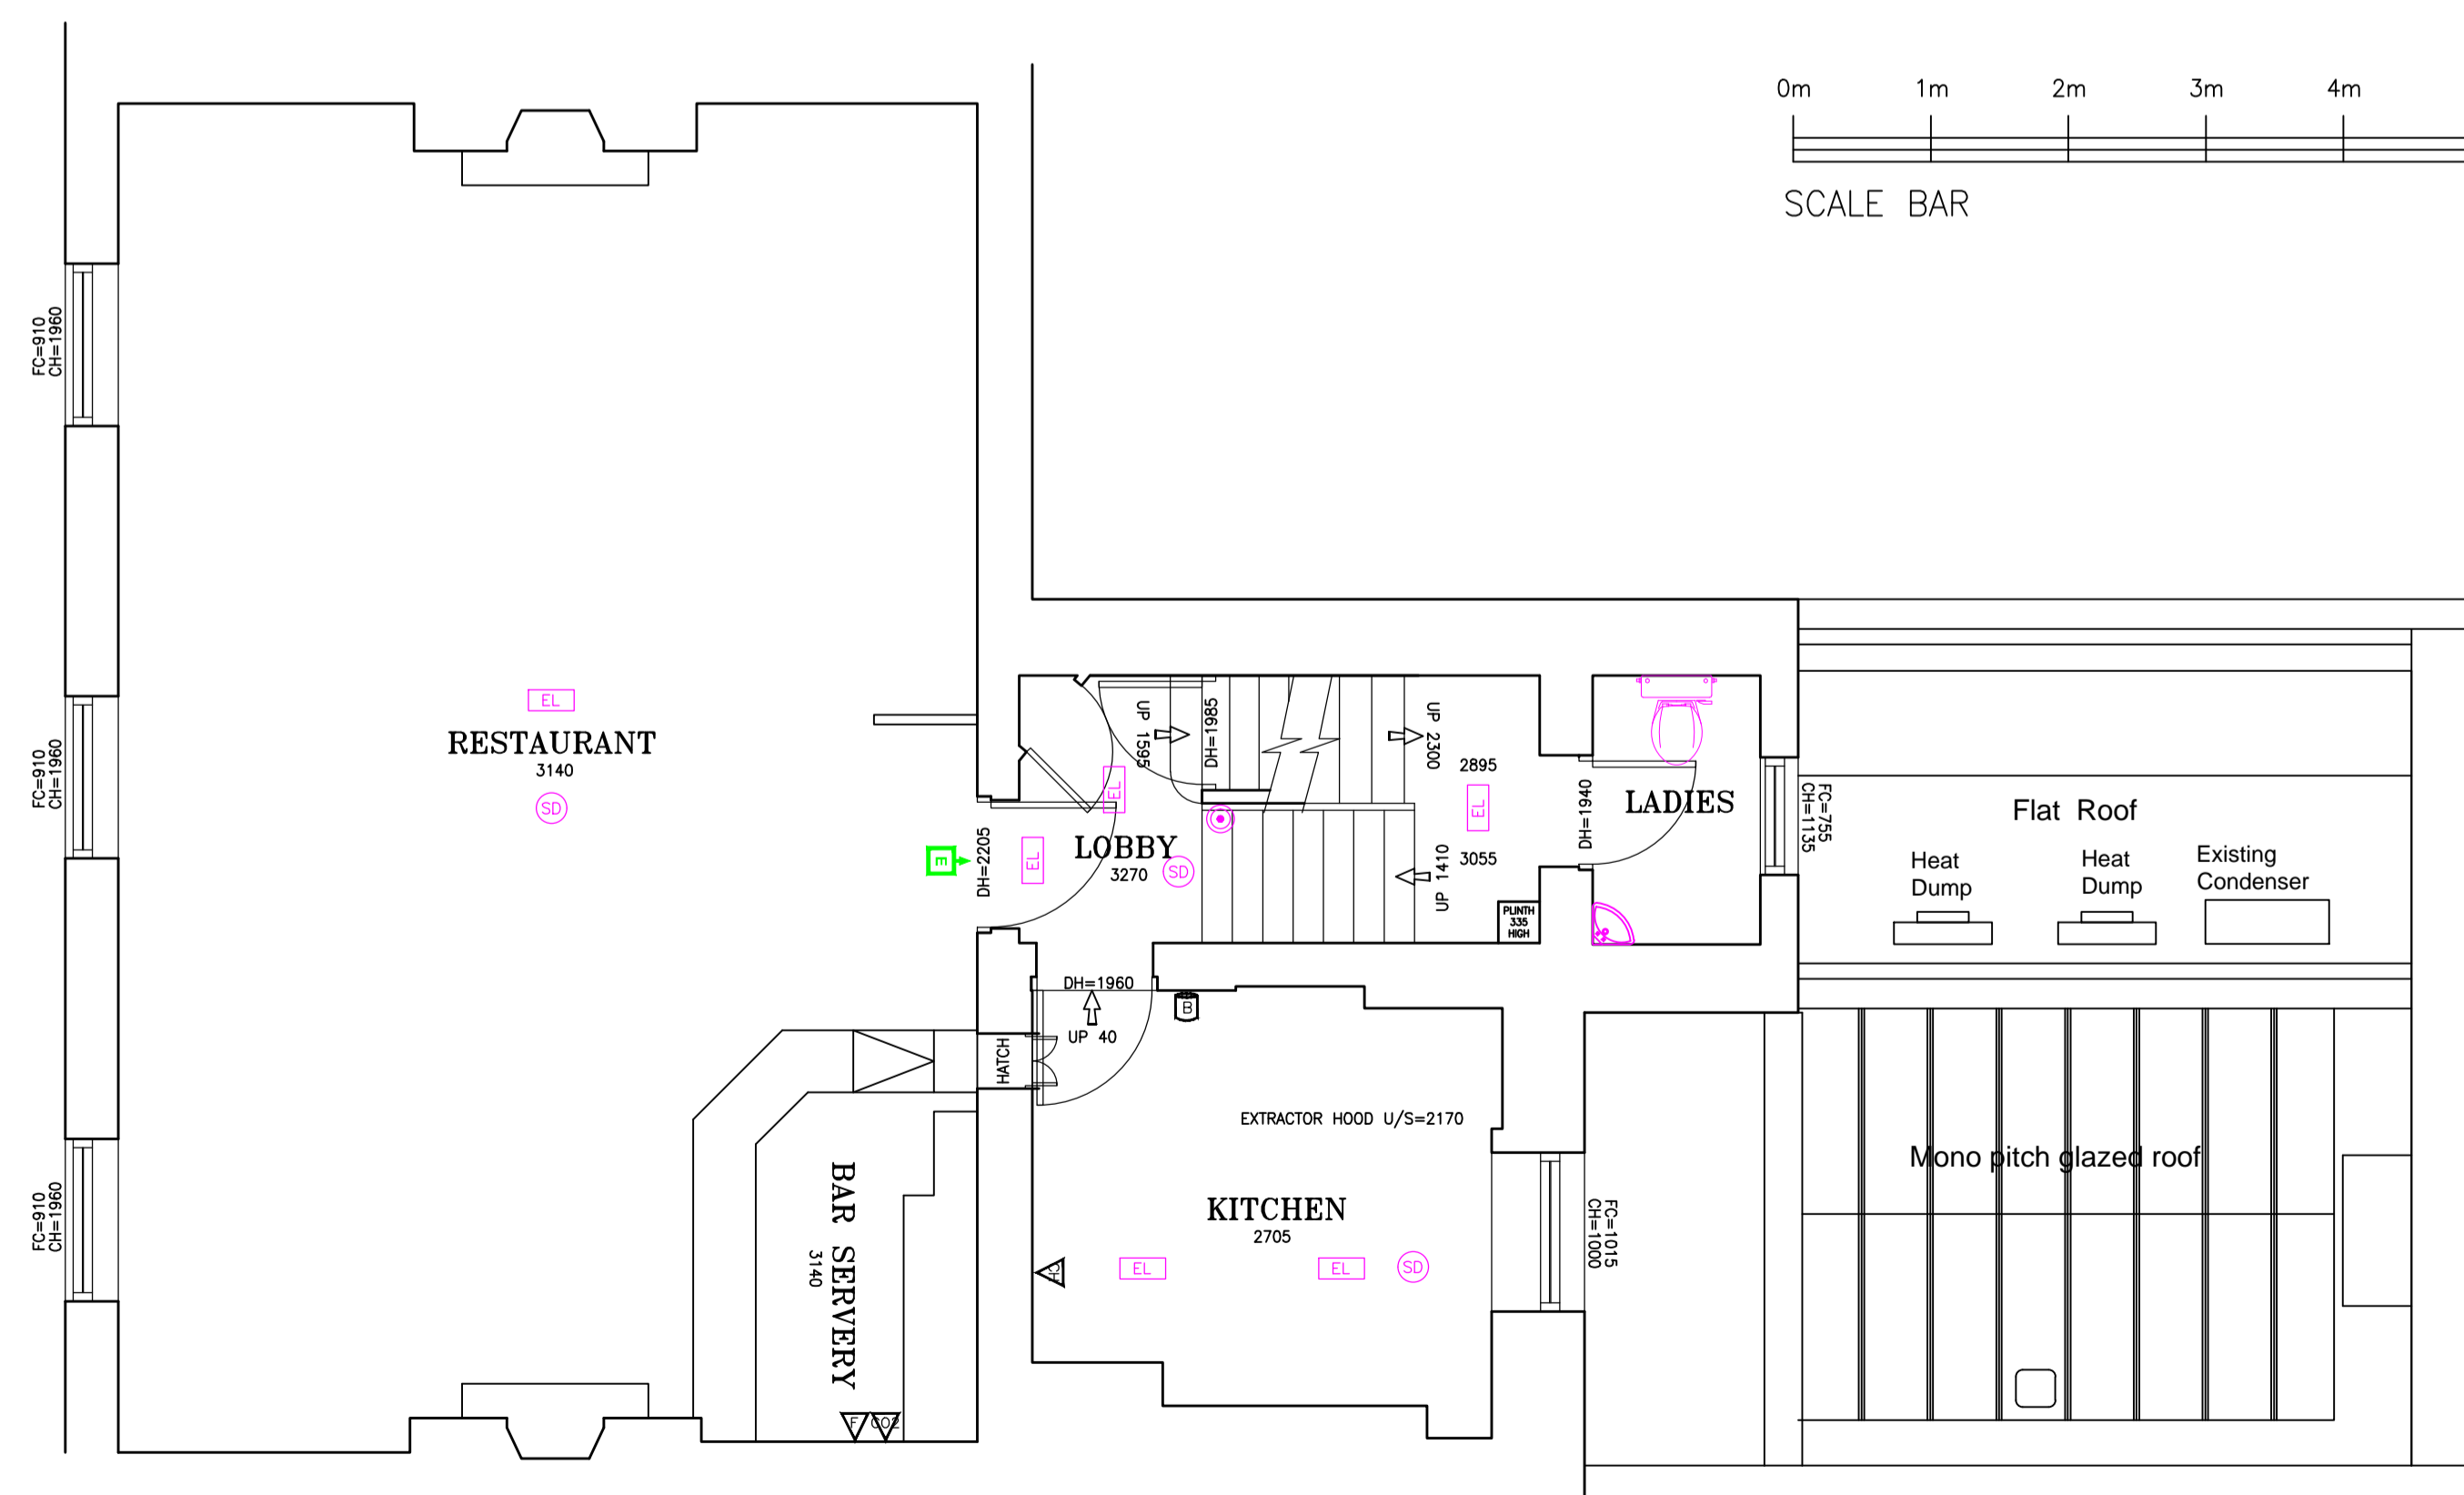 0m 1m 2m 3m 4m
SCALE BAR
FC=910
CH=1960
FC=910
CH=1960
FC=910
CH=1960
EL
RESTAURANT
3140
SD
E
DH=2205
EL
EL
LOBBY
3270
SD
UP 1595
DH=1985
UP 2300
2895
EL
3055
UP 1410
PLINTH
335
HIGH
DH=1940
LADIES
FC=755
CH=1135
Flat Roof
Heat
Dump
Heat
Dump
Existing
Condenser
DH=1960
UP 40
B
HATCH
EXTRACTOR HOOD U/S=2170
BAR SERVERY
3140
F
CO2
KITCHEN
2705
CH
EL
EL
SD
FC=1015
CH=1000
Mono pitch glazed roof